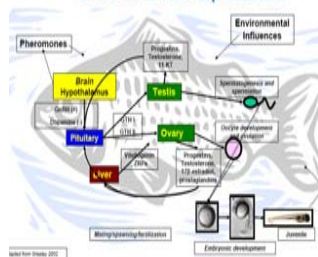 Environmental
Influences
Pheromones
Progestins,
Testosterone,
11-KT
Brain
Hypothalamus
Testis
Spermatogenesis and
spermiation
GnRH (+)
Dopamine (-)
GTH I
GTH II
Pituitary
Ovary
Oocyte development
and ovulation
Liver
Vitellogenin
ZRPs
Progestins,
Testosterone,
17β estradiol,
prostaglandins
Mating/spawning/fertilization
Embryonic development
Juvenile
2002